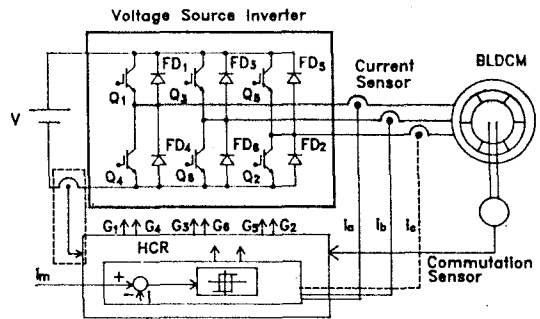 Voltage Source Inverter
FD1 FD3 FD5
Q1 Q3 Q5
Current
Sensor
BLDCM
V
FD4 FD6 FD2
Q4 Q6 Q2
G1 G4 G3 G6 G5 G2
HCR
ia ib ic
im
+
-
i
Commutation
Sensor